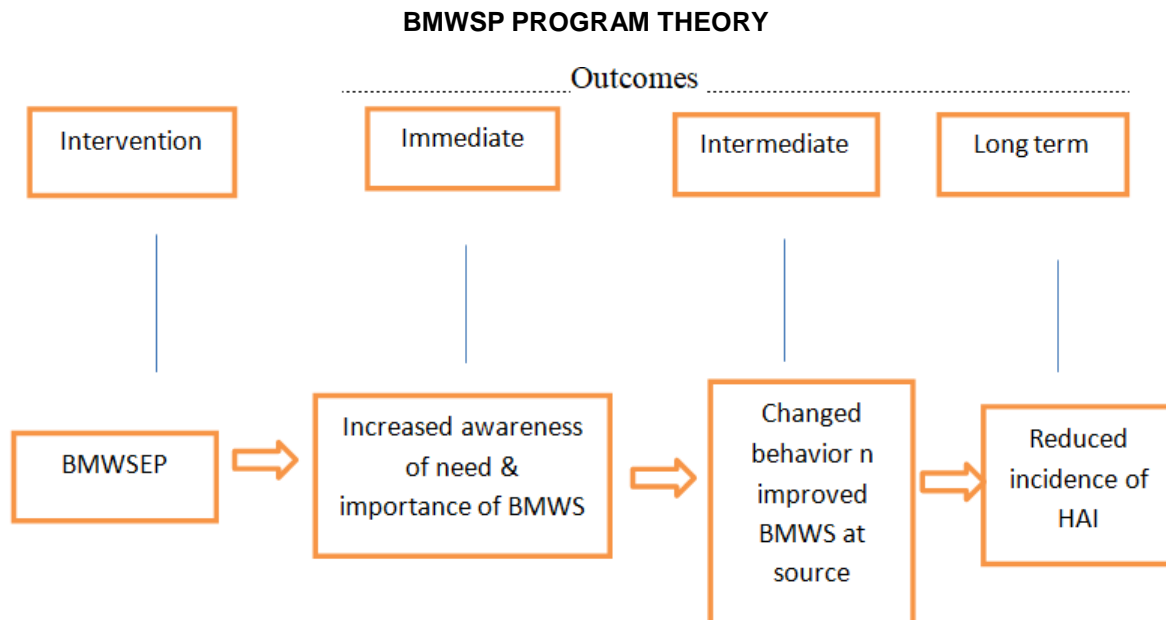 BMWSP PROGRAM THEORY
Outcomes
Intervention
Immediate
Intermediate
Long term
BMWSEP
Increased awareness
of need &
importance of BMWS
Changed
behavior n
improved
BMWS at
source
Reduced
incidence of
HAI